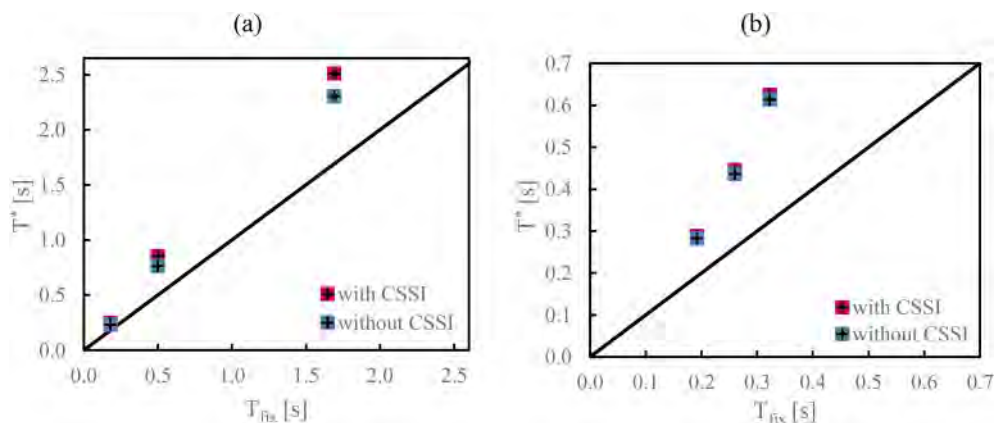 (a)
2.5
2.0
1.5
1.0
0.5
0.0
T* [s]
with CSSI
without CSSI
0.0 0.5 1.0 1.5 2.0 2.5
T_fix [s]
(b)
0.7
0.6
0.5
0.4
0.3
0.2
0.1
0.0
T* [s]
with CSSI
without CSSI
0.0 0.1 0.2 0.3 0.4 0.5 0.6 0.7
T_fix [s]